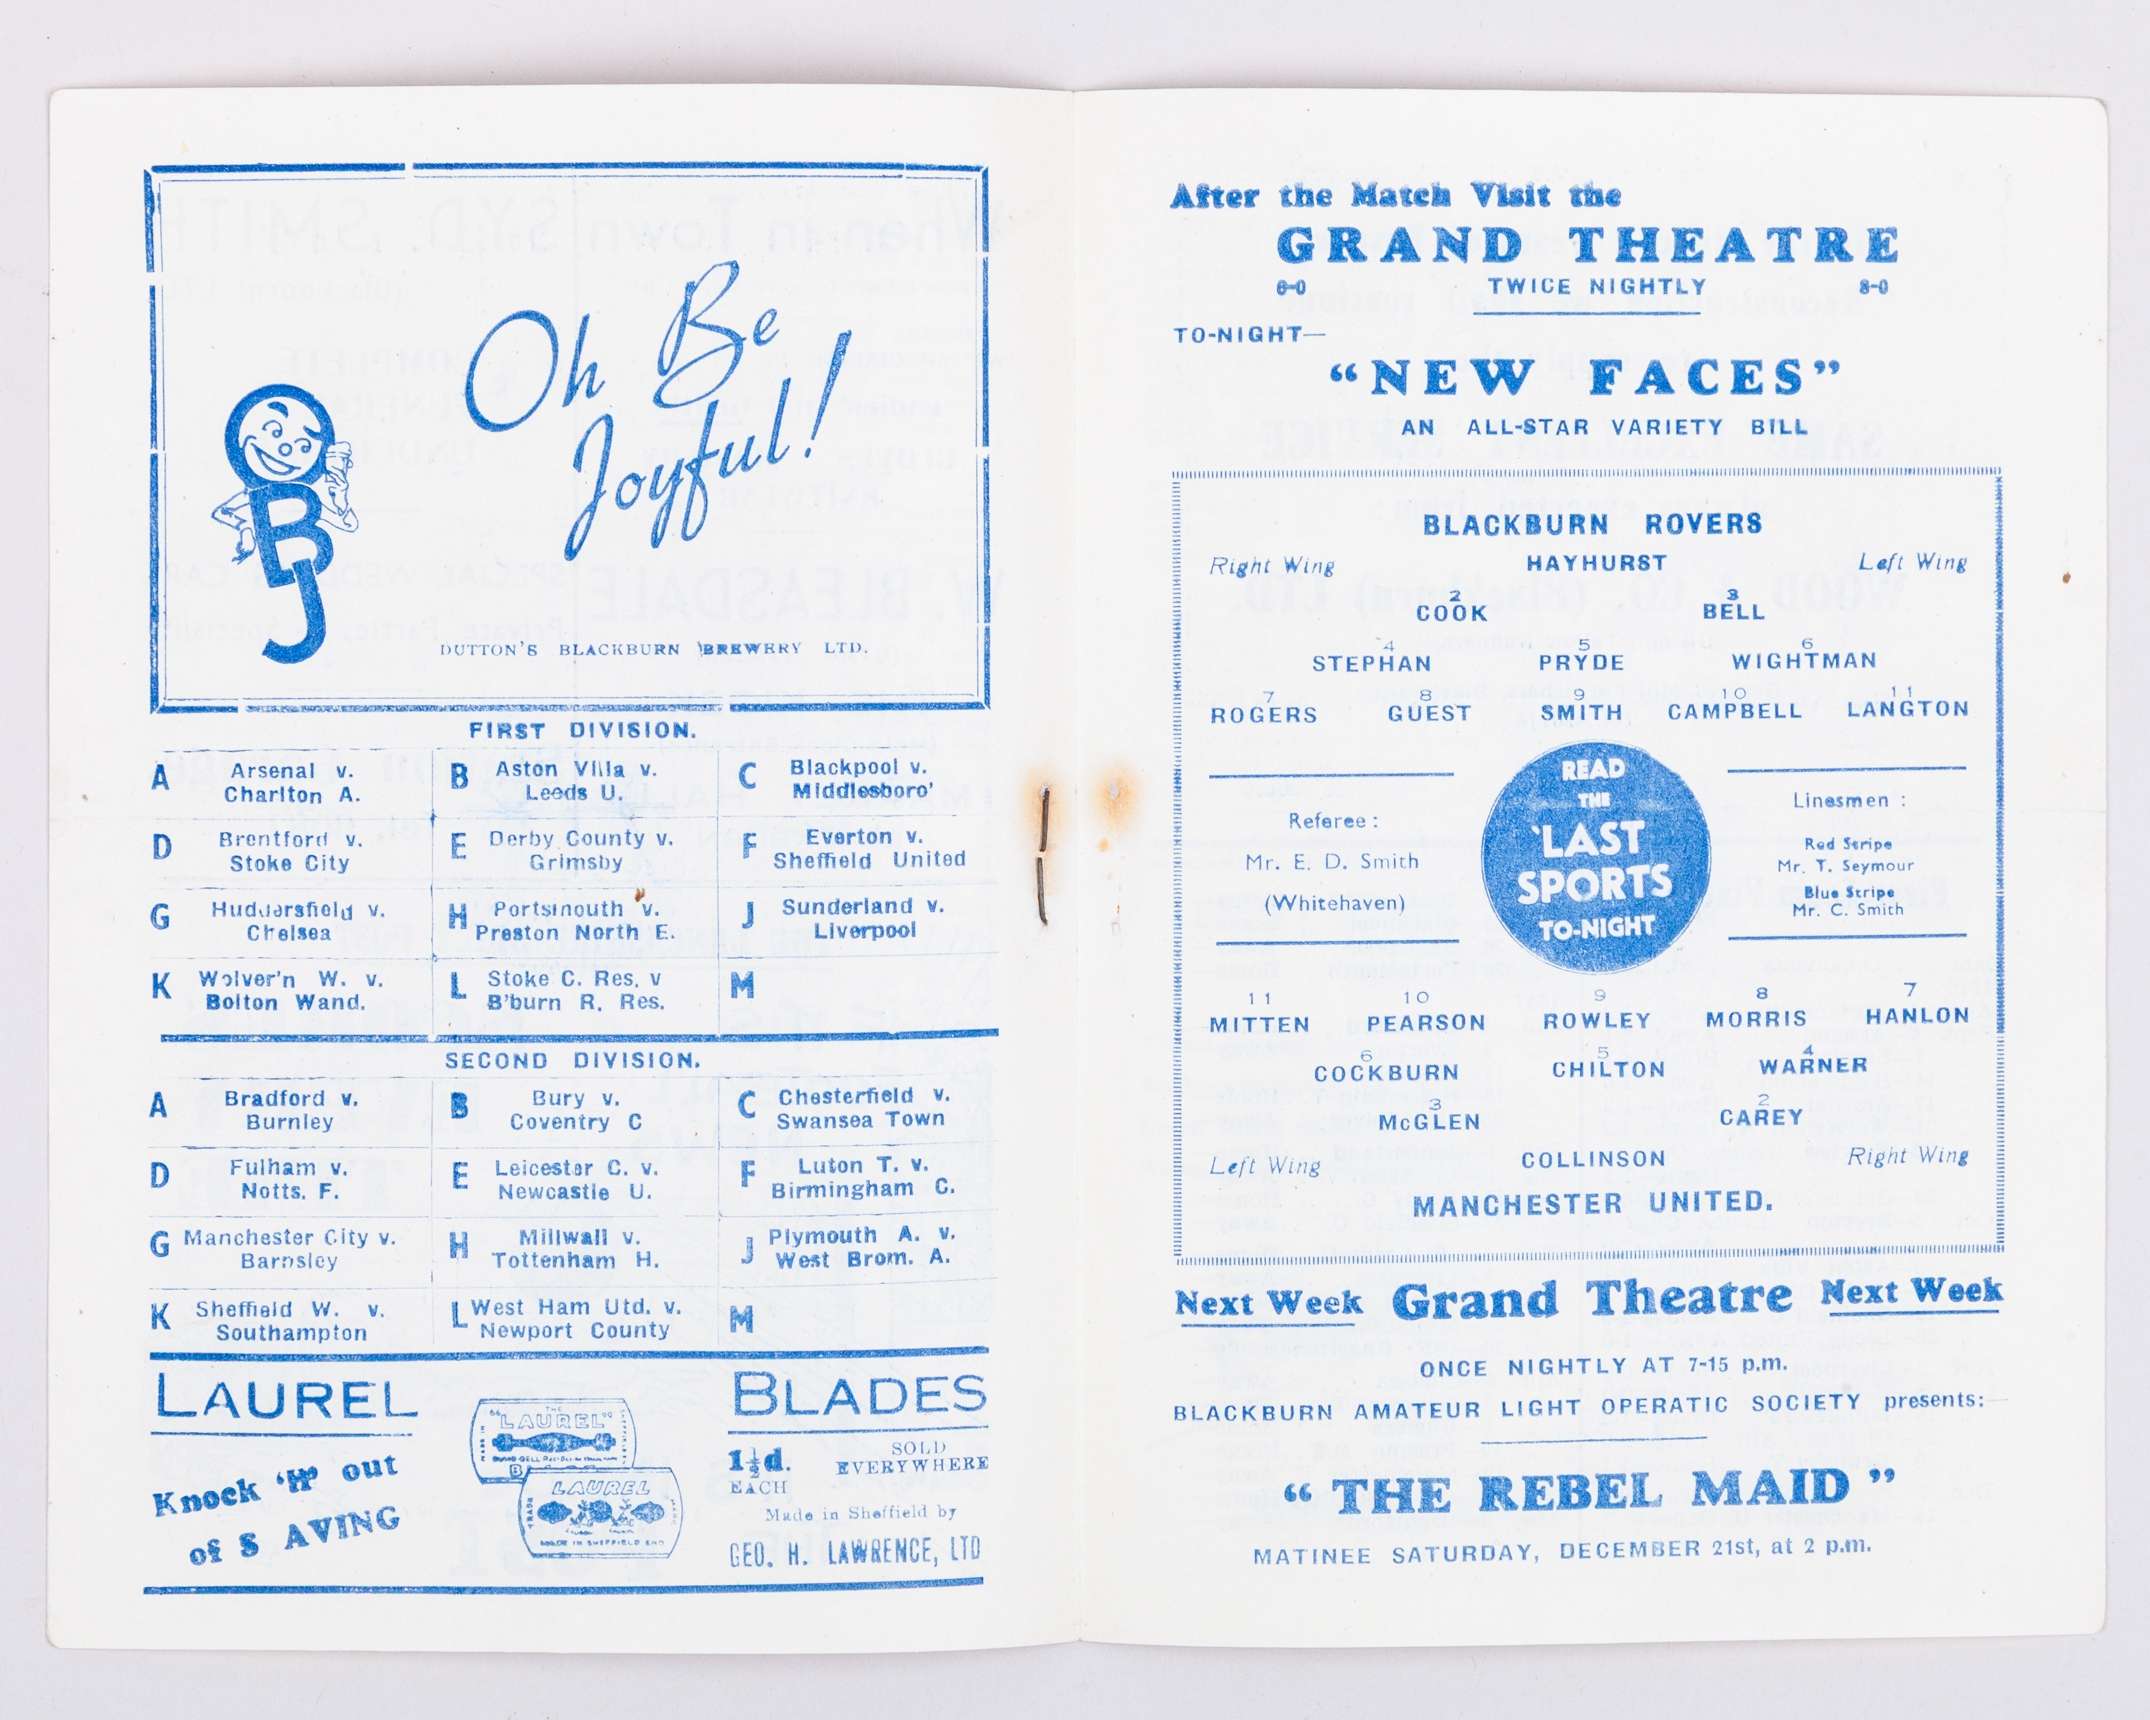 Oh Be
Joyful!
OBJ
DUTTON'S BLACKBURN BREWERY LTD.
FIRST DIVISION.
A Arsenal v. Charlton A. B Aston Villa v. Leeds U. C Blackpool v. Middlesboro'
D Brentford v. Stoke City E Derby County v. Grimsby F Everton v. Sheffield United
G Huddersfield v. Chelsea H Portsmouth v. Preston North E. J Sunderland v. Liverpool
K Wolver'n W. v. Bolton Wand. L Stoke C. Res, v B'burn R, Res. M
SECOND DIVISION.
A Bradford v. Burnley B Bury v. Coventry C C Chesterfield v. Swansea Town
D Fulham v. Notts. F. E Leicester C. v. Newcastle U. F Luton T. v. Birmingham C.
G Manchester City v. Barnsley H Millwall v. Tottenham H. J Plymouth A. v. West Brom. A.
K Sheffield W. v. Southampton L West Ham Utd. v. Newport County M
LAUREL BLADES
Knock 'H' out
of S AVING
THE
"LAUREL"
LAUREL
1½d.
EACH
SOLD
EVERYWHERE
Made in Sheffield by
GEO. H. LAWRENCE, LTD
After the Match Visit the
GRAND THEATRE
6-0 TWICE NIGHTLY 8-0
TO-NIGHT—
"NEW FACES"
AN ALL-STAR VARIETY BILL
BLACKBURN ROVERS
Right Wing HAYHURST Left Wing
2 3
COOK BELL
4 5 6
STEPHAN PRYDE WIGHTMAN
7 8 9 10 11
ROGERS GUEST SMITH CAMPBELL LANGTON
Referee :
Mr. E. D. Smith
(Whitehaven)
READ
THE
'LAST
SPORTS
TO-NIGHT
Linesmen :
Red Stripe
Mr. T. Seymour
Blue Stripe
Mr. C. Smith
11 10 9 8 7
MITTEN PEARSON ROWLEY MORRIS HANLON
6 5 4
COCKBURN CHILTON WARNER
3 2
McGLEN CAREY
Left Wing COLLINSON Right Wing
MANCHESTER UNITED.
Next Week Grand Theatre Next Week
ONCE NIGHTLY AT 7-15 p.m.
BLACKBURN AMATEUR LIGHT OPERATIC SOCIETY presents:—
"THE REBEL MAID"
MATINEE SATURDAY, DECEMBER 21st, at 2 p.m.